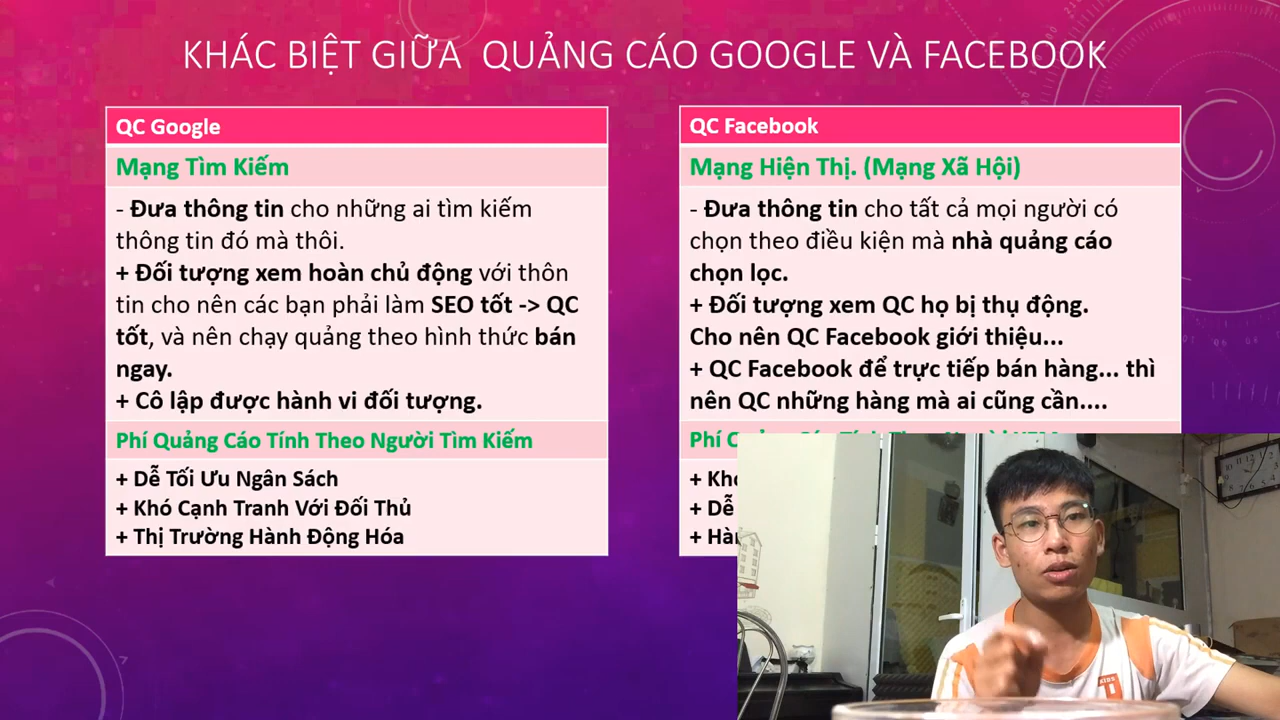 KHÁC BIỆT GIỮA QUẢNG CÁO GOOGLE VÀ FACEBOOK
QC Google
Mạng Tìm Kiếm
- Đưa thông tin cho những ai tìm kiếm
thông tin đó mà thôi.
+ Đối tượng xem hoàn chủ động với thôn
tin cho nên các bạn phải làm SEO tốt -> QC
tốt, và nên chạy quảng theo hình thức bán
ngay.
+ Cô lập được hành vi đối tượng.
Phí Quảng Cáo Tính Theo Người Tìm Kiếm
+ Dễ Tối Ưu Ngân Sách
+ Khó Cạnh Tranh Với Đối Thủ
+ Thị Trường Hành Động Hóa
QC Facebook
Mạng Hiện Thị. (Mạng Xã Hội)
- Đưa thông tin cho tất cả mọi người có
chọn theo điều kiện mà nhà quảng cáo
chọn lọc.
+ Đối tượng xem QC họ bị thụ động.
Cho nên QC Facebook giới thiệu...
+ QC Facebook để trực tiếp bán hàng... thì
nên QC những hàng mà ai cũng cần....
Phí
+
+ Dễ
+